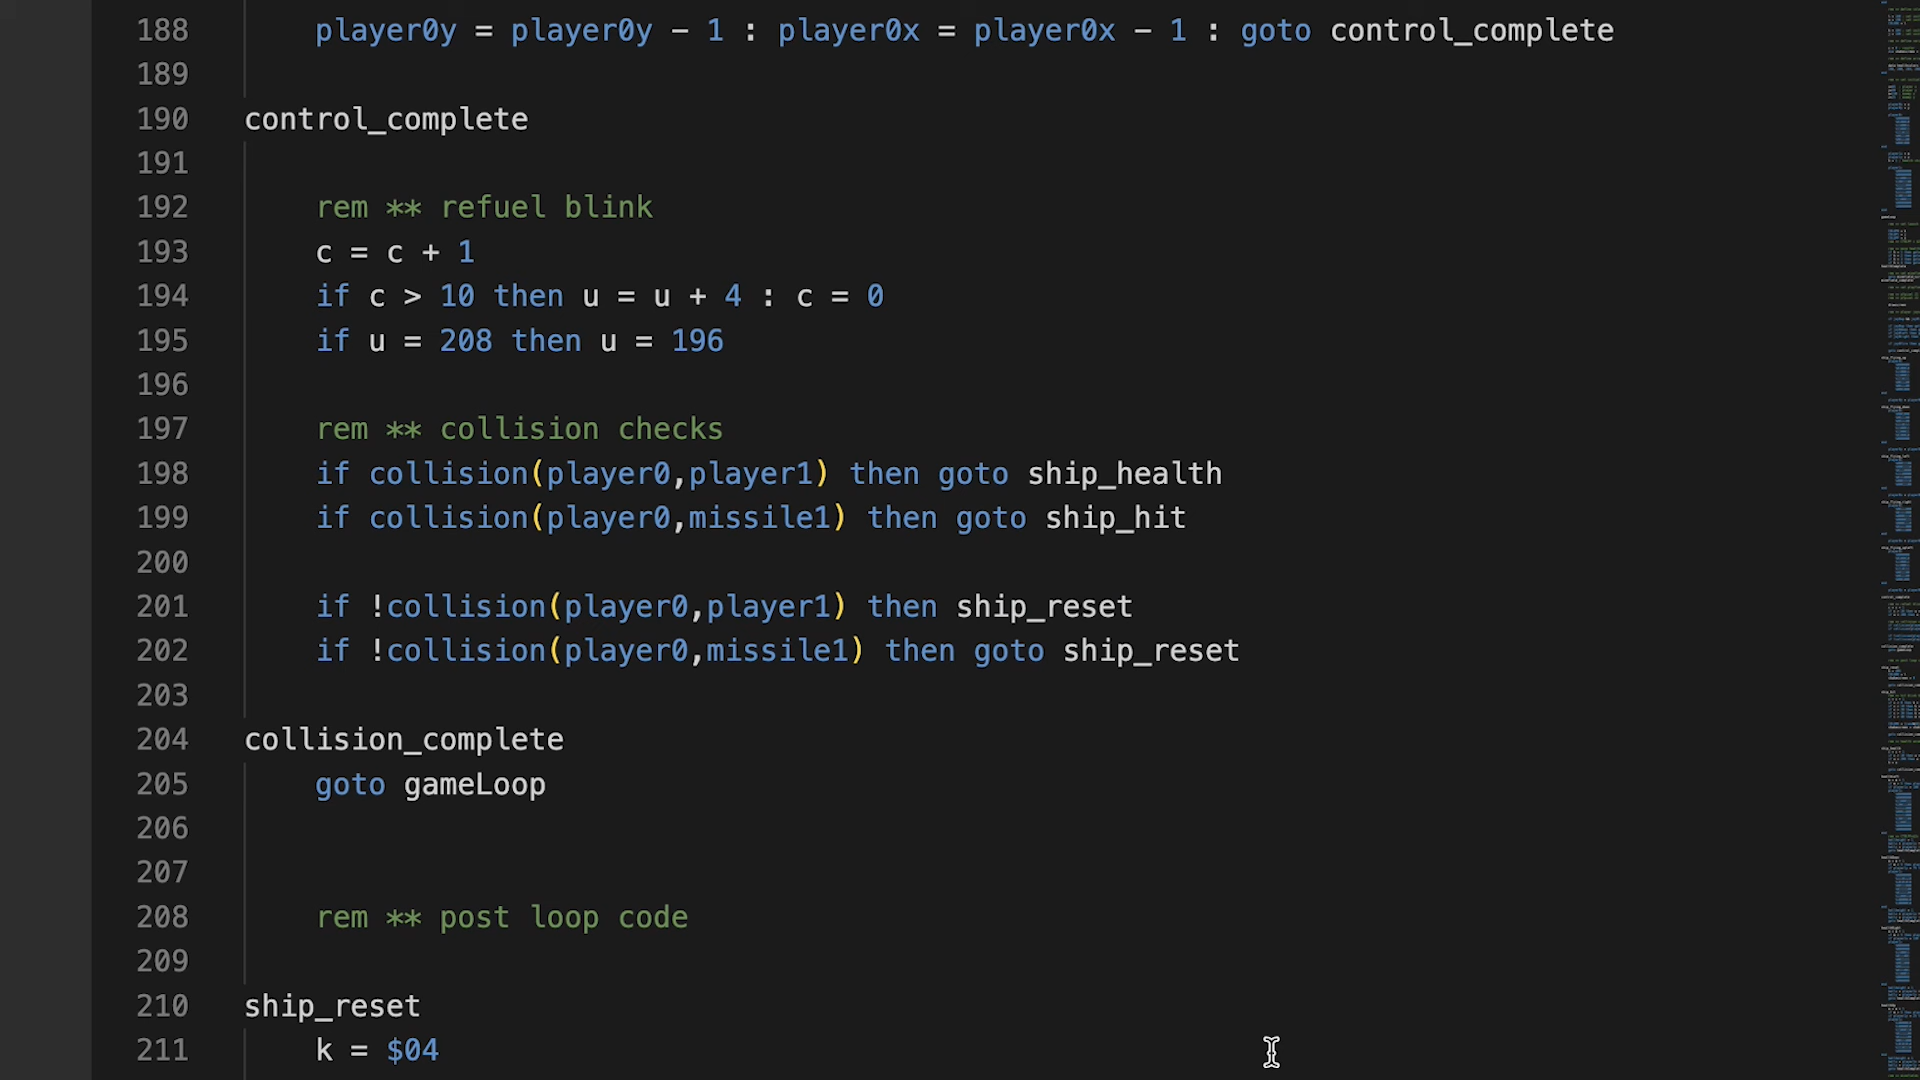 188 player0y = player0y - 1 : player0x = player0x - 1 : goto control_complete
189
190 control_complete
191
192 rem ** refuel blink
193 c = c + 1
194 if c > 10 then u = u + 4 : c = 0
195 if u = 208 then u = 196
196
197 rem ** collision checks
198 if collision(player0,player1) then goto ship_health
199 if collision(player0,missile1) then goto ship_hit
200
201 if !collision(player0,player1) then ship_reset
202 if !collision(player0,missile1) then goto ship_reset
203
204 collision_complete
205 goto gameLoop
206
207
208 rem ** post loop code
209
210 ship_reset
211 k = $04